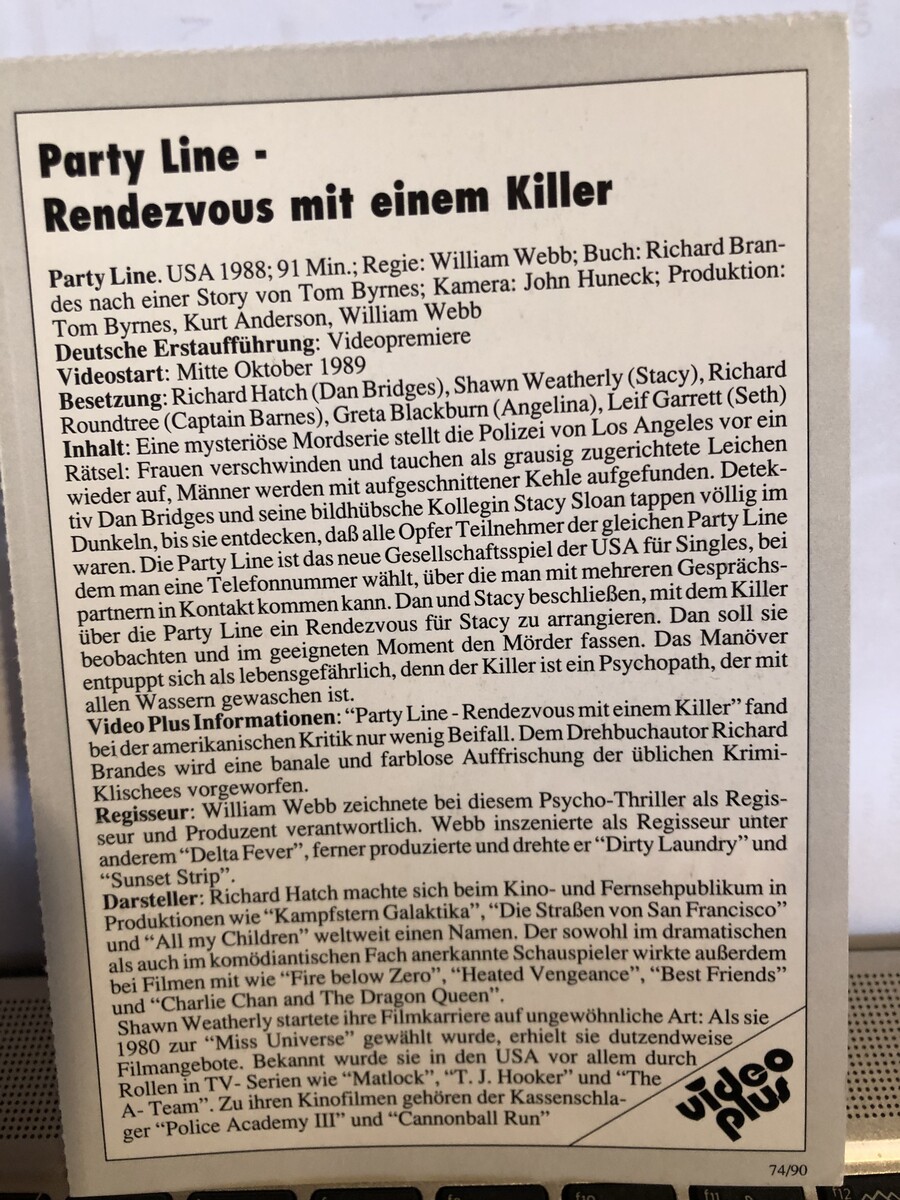 Party Line -
Rendezvous mit einem Killer
Party Line. USA 1988; 91 Min.; Regie: William Webb; Buch: Richard Bran-
des nach einer Story von Tom Byrnes; Kamera: John Huneck; Produktion:
Tom Byrnes, Kurt Anderson, William Webb
Deutsche Erstaufführung: Videopremiere
Videostart: Mitte Oktober 1989
Besetzung: Richard Hatch (Dan Bridges), Shawn Weatherly (Stacy), Richard
Roundtree (Captain Barnes), Greta Blackburn (Angelina), Leif Garrett (Seth)
Inhalt: Eine mysteriöse Mordserie stellt die Polizei von Los Angeles vor ein
Rätsel: Frauen verschwinden und tauchen als grausig zugerichtete Leichen
wieder auf, Männer werden mit aufgeschnittener Kehle aufgefunden. Detek-
tiv Dan Bridges und seine bildhübsche Kollegin Stacy Sloan tappen völlig im
Dunkeln, bis sie entdecken, daß alle Opfer Teilnehmer der gleichen Party Line
waren. Die Party Line ist das neue Gesellschaftsspiel der USA für Singles, bei
dem man eine Telefonnummer wählt, über die man mit mehreren Gesprächs-
partnern in Kontakt kommen kann. Dan und Stacy beschließen, mit dem Killer
über die Party Line ein Rendezvous für Stacy zu arrangieren. Dan soll sie
beobachten und im geeigneten Moment den Mörder fassen. Das Manöver
entpuppt sich als lebensgefährlich, denn der Killer ist ein Psychopath, der mit
allen Wassern gewaschen ist.
Video Plus Informationen: “Party Line - Rendezvous mit einem Killer” fand
bei der amerikanischen Kritik nur wenig Beifall. Dem Drehbuchautor Richard
Brandes wird eine banale und farblose Auffrischung der üblichen Krimi-
Klischees vorgeworfen.
Regisseur: William Webb zeichnete bei diesem Psycho-Thriller als Regis-
seur und Produzent verantwortlich. Webb inszenierte als Regisseur unter
anderem “Delta Fever”, ferner produzierte und drehte er “Dirty Laundry” und
“Sunset Strip”.
Darsteller: Richard Hatch machte sich beim Kino- und Fernsehpublikum in
Produktionen wie “Kampfstern Galaktika”, “Die Straßen von San Francisco”
und “All my Children” weltweit einen Namen. Der sowohl im dramatischen
als auch im komödiantischen Fach anerkannte Schauspieler wirkte außerdem
bei Filmen mit wie “Fire below Zero”, “Heated Vengeance”, “Best Friends”
und “Charlie Chan and The Dragon Queen”.
Shawn Weatherly startete ihre Filmkarriere auf ungewöhnliche Art: Als sie
1980 zur “Miss Universe” gewählt wurde, erhielt sie dutzendweise
Filmangebote. Bekannt wurde sie in den USA vor allem durch
Rollen in TV- Serien wie “Matlock”, “T. J. Hooker” und “The
A- Team”. Zu ihren Kinofilmen gehören der Kassenschla-
ger “Police Academy III” und “Cannonball Run”
video
plus
74/90
f10
f11
f12